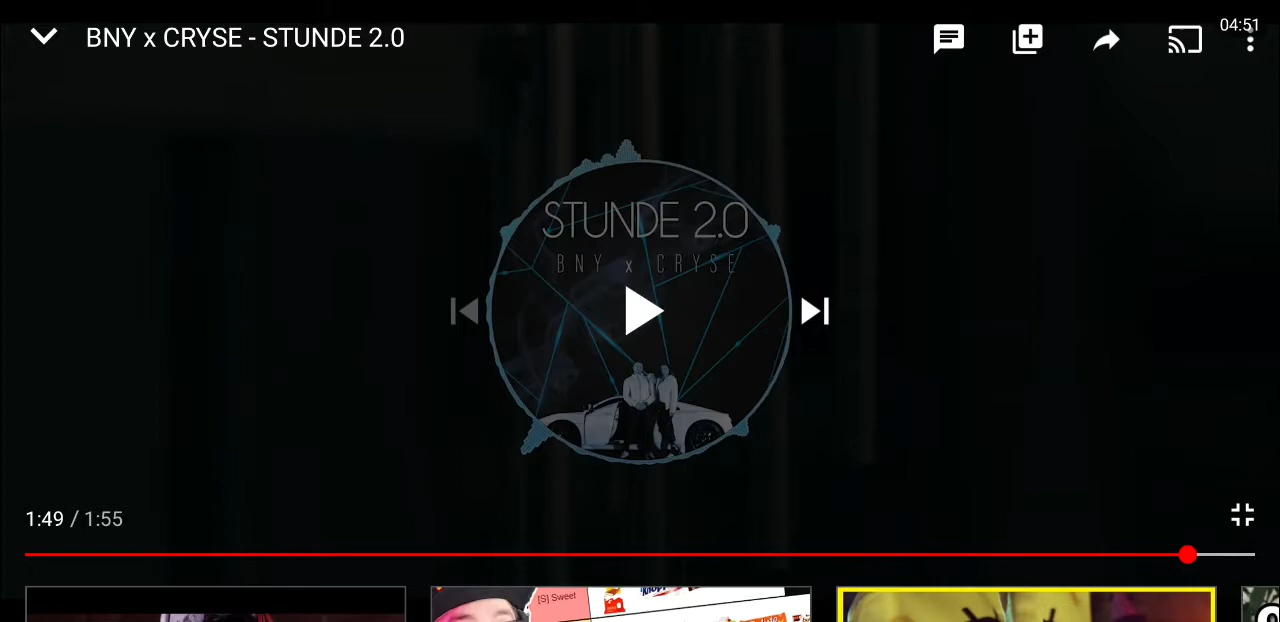 BNY x CRYSE - STUNDE 2.0
04:51
STUNDE 2.0
BNY x CRYSE
1:49 / 1:55
[S] Sweet